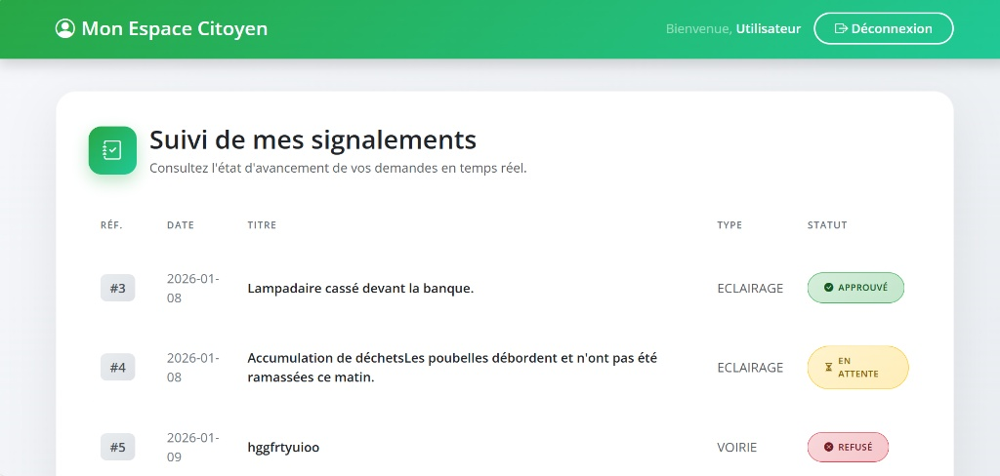 Mon Espace Citoyen
Bienvenue, Utilisateur
Déconnexion
Suivi de mes signalements
Consultez l'état d'avancement de vos demandes en temps réel.
RÉF. DATE TITRE TYPE STATUT
#3 2026-01-08 Lampadaire cassé devant la banque. ECLAIRAGE APPROUVÉ
#4 2026-01-08 Accumulation de déchetsLes poubelles débordent et n'ont pas été ramassées ce matin. ECLAIRAGE EN ATTENTE
#5 2026-01-09 hggfrtyuioo VOIRIE REFUSÉ